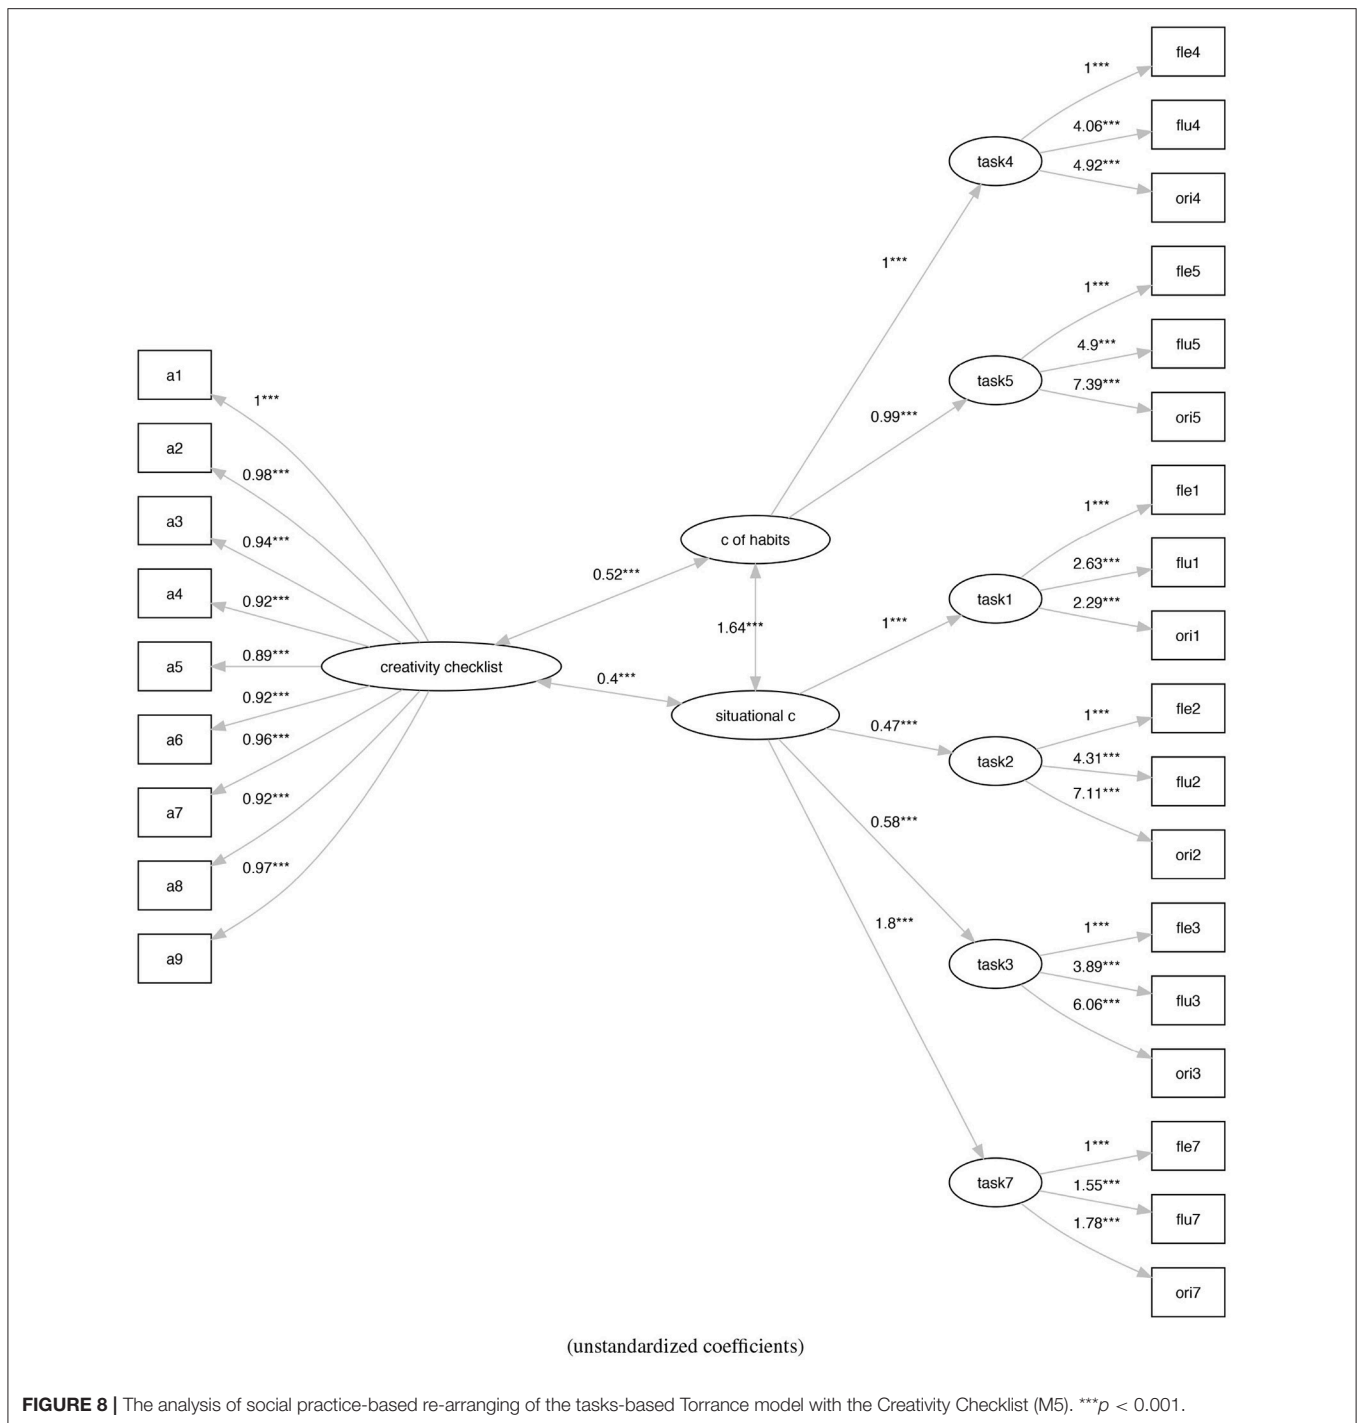 fle4
1***
flu4
4.06***
task4
4.92***
ori4
1***
fle5
1***
flu5
4.9***
a1
task5
7.39***
1***
0.99***
ori5
a2
0.98***
fle1
1***
a3
0.94***
c of habits
flu1
2.63***
0.52***
a4
0.92***
task1
2.29***
1***
1.64***
ori1
a5
0.89***
creativity checklist
0.4***
0.92***
situational c
fle2
1***
0.47***
a6
0.96***
task2
4.31***
flu2
7.11***
0.92***
a7
0.58***
ori2
0.97***
a8
1.8***
fle3
1***
a9
task3
3.89***
flu3
6.06***
ori3
fle7
1***
task7
1.55***
flu7
1.78***
ori7
(unstandardized coefficients)
FIGURE 8 | The analysis of social practice-based re-arranging of the tasks-based Torrance model with the Creativity Checklist (M5). ***p < 0.001.